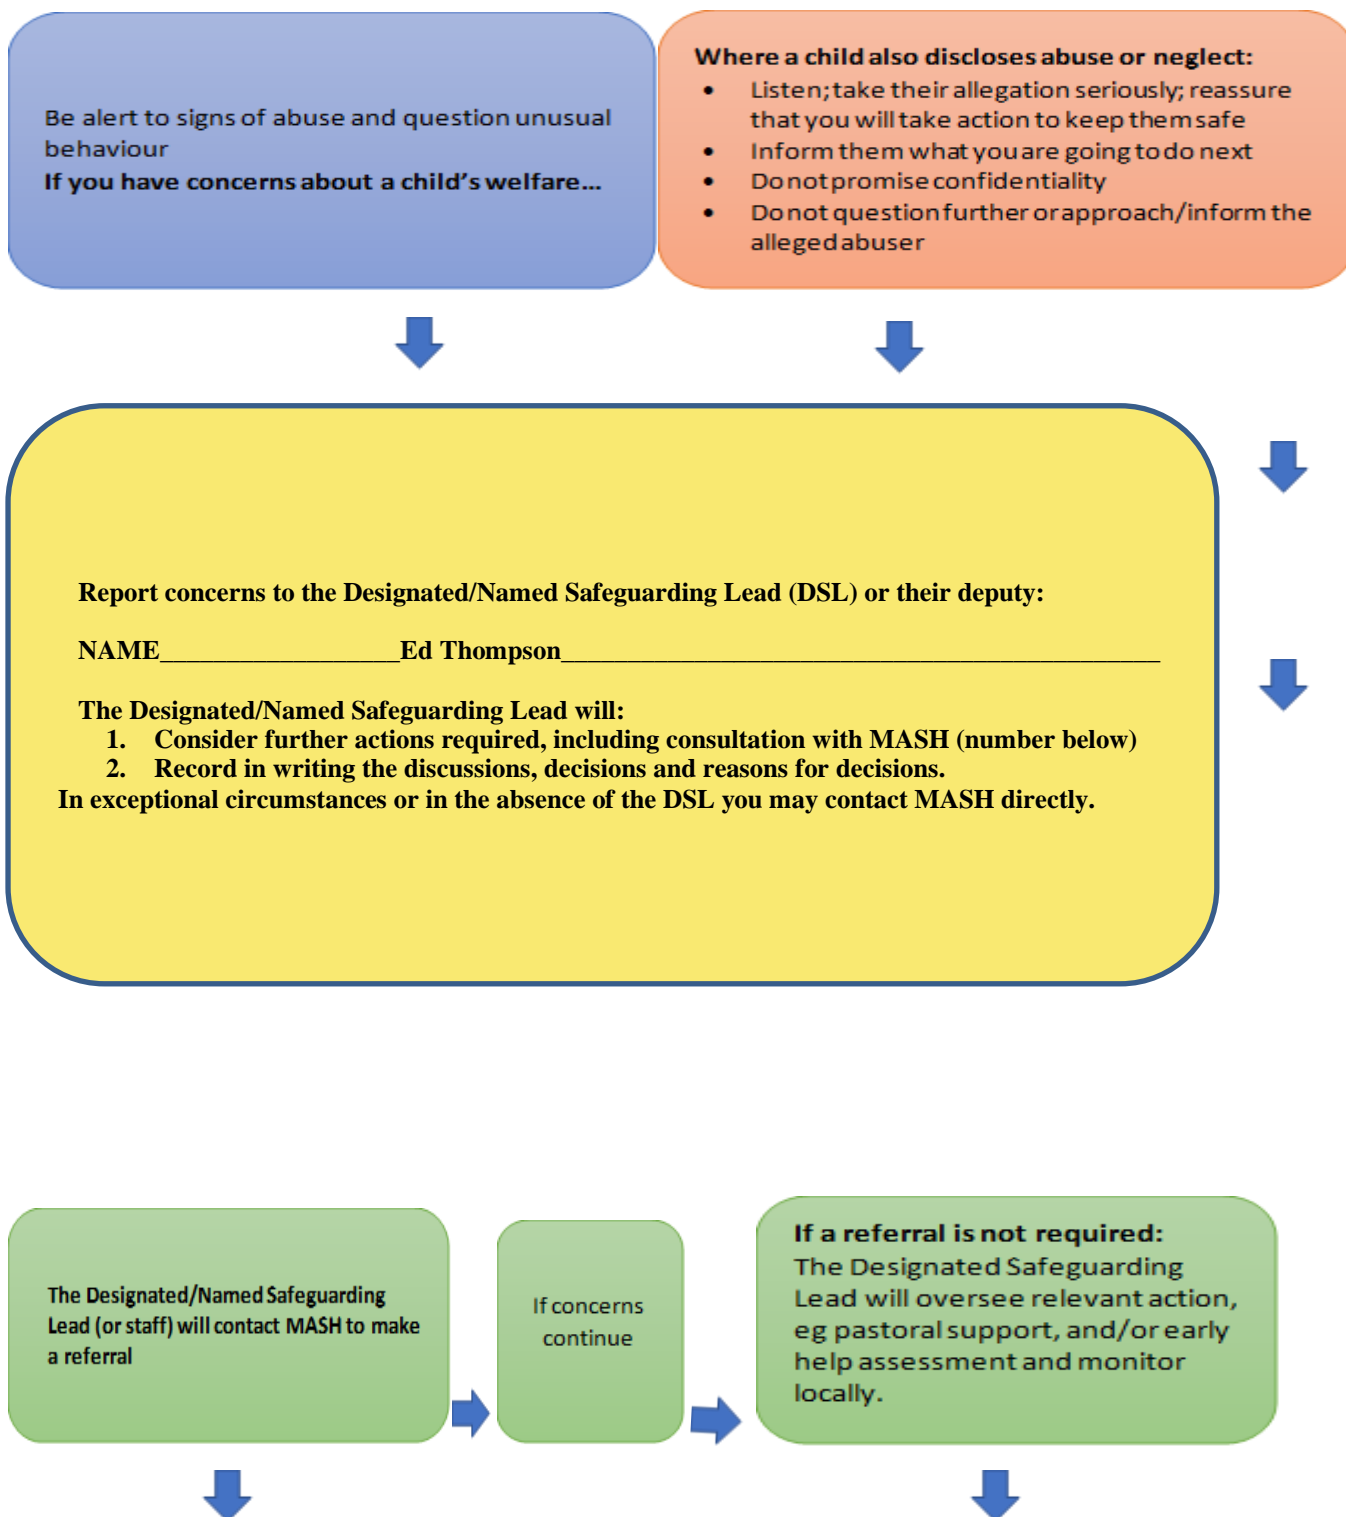 Be alert to signs of abuse and question unusual
behaviour
If you have concerns about a child's welfare…
Where a child also discloses abuse or neglect:
• Listen; take their allegation seriously; reassure
that you will take action to keep them safe
• Inform them what you are going to do next
• Do not promise confidentiality
• Do not question further or approach/inform the
alleged abuser
Report concerns to the Designated/Named Safeguarding Lead (DSL) or their deputy:
NAME__________________Ed Thompson_____________________________________________
The Designated/Named Safeguarding Lead will:
1. Consider further actions required, including consultation with MASH (number below)
2. Record in writing the discussions, decisions and reasons for decisions.
In exceptional circumstances or in the absence of the DSL you may contact MASH directly.
The Designated/Named Safeguarding
Lead (or staff) will contact MASH to make
a referral
If concerns
continue
If a referral is not required:
The Designated Safeguarding
Lead will oversee relevant action,
eg pastoral support, and/or early
help assessment and monitor
locally.